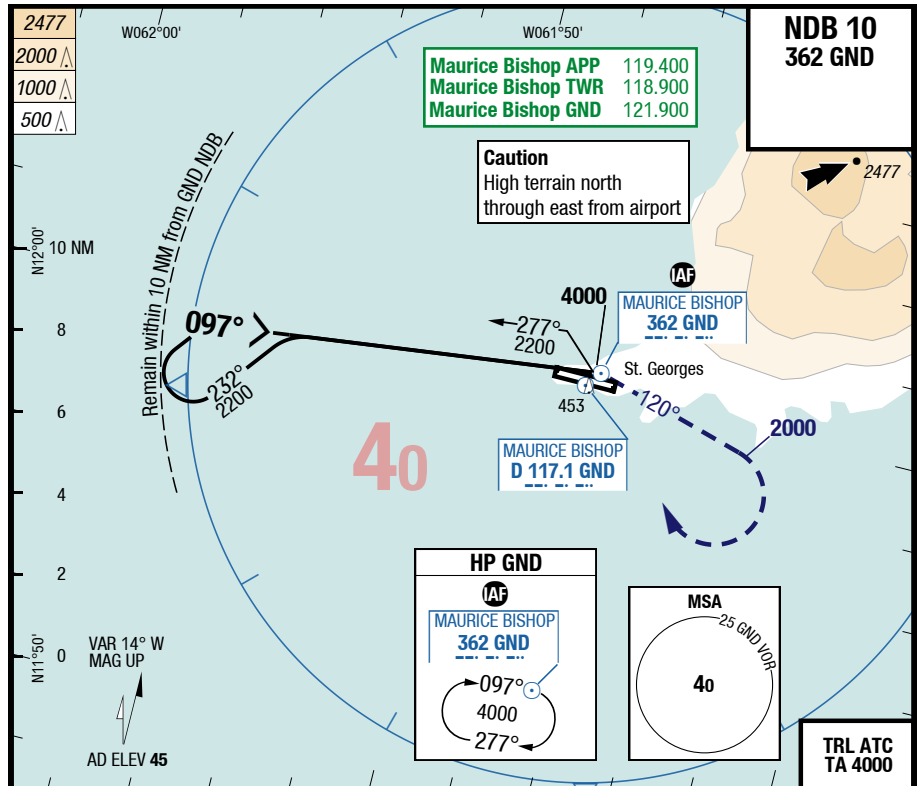 2477
2000
1000
500
W062°00'
W061°50'
NDB 10
362 GND
Maurice Bishop APP 119.400
Maurice Bishop TWR 118.900
Maurice Bishop GND 121.900
Caution
High terrain north
through east from airport
2477
Remain within 10 NM from GND NDB
N12°00'
10 NM
8
6
4
2
0
N11°50'
IAF
MAURICE BISHOP
362 GND
4000
277°
2200
097°
232°
2200
St. Georges
453
120°
2000
MAURICE BISHOP
D 117.1 GND
40
HP GND
IAF
MAURICE BISHOP
362 GND
097°
4000
277°
MSA
25 GND VOR
40
VAR 14° W
MAG UP
AD ELEV 45
TRL ATC
TA 4000